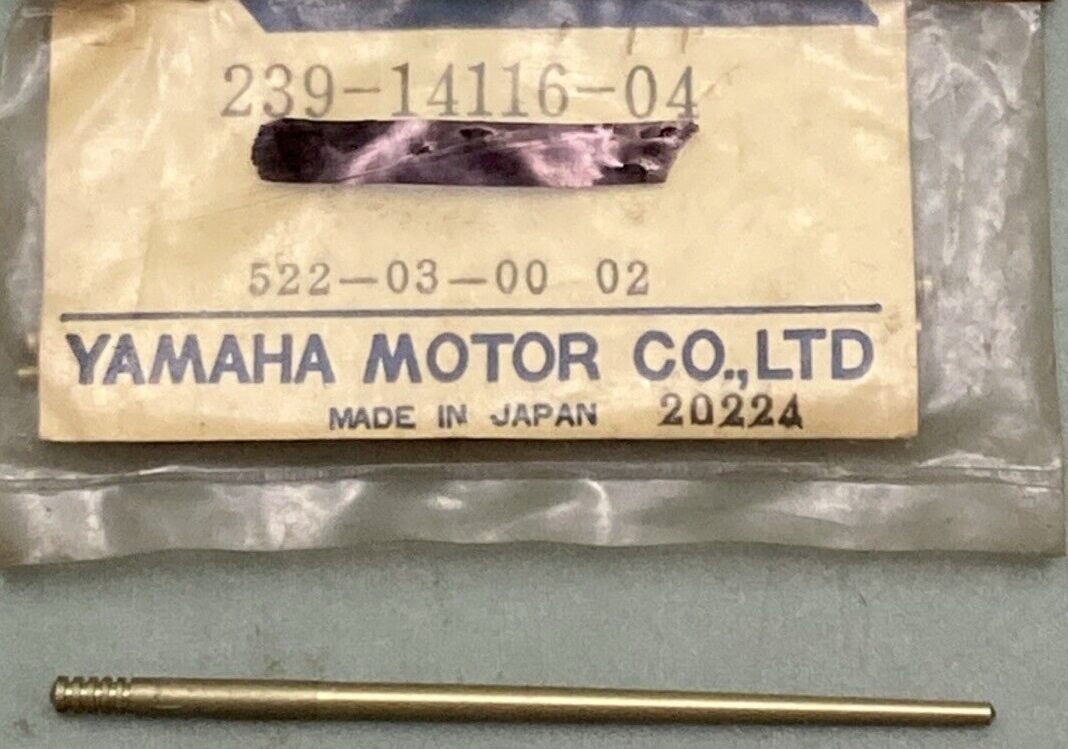 239-14116-04
522-03-00 02
YAMAHA MOTOR CO.,LTD
MADE IN JAPAN 20224